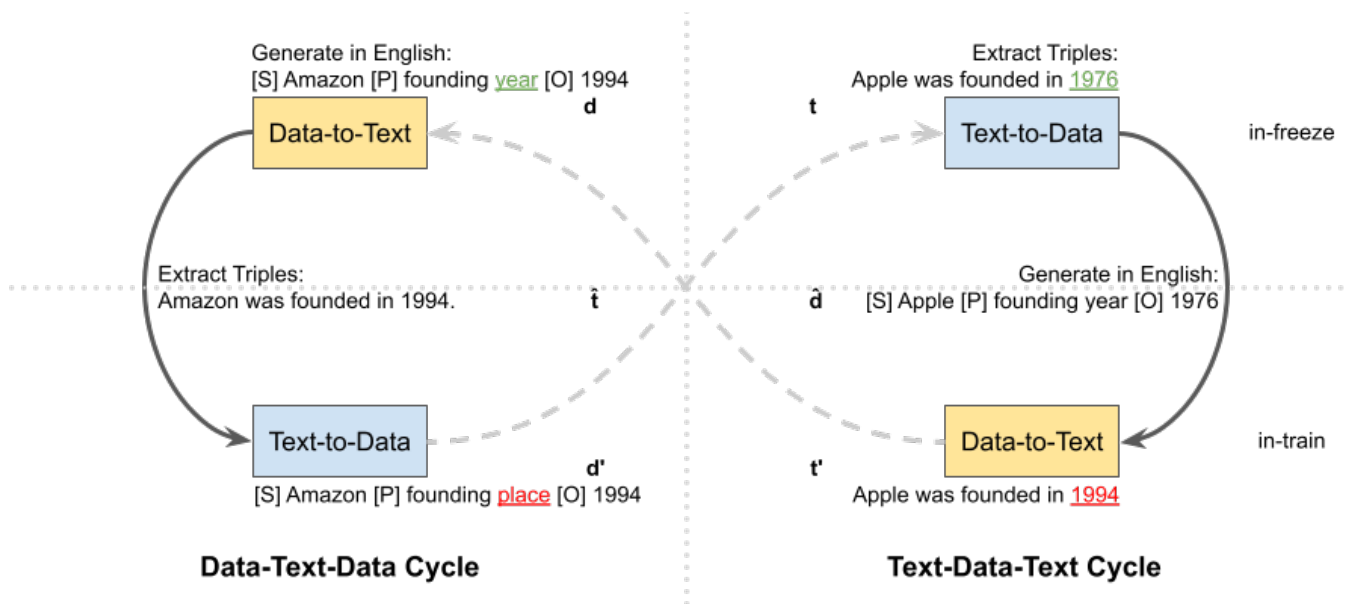 Generate in English:
[S] Amazon [P] founding year [O] 1994
d
Data-to-Text
Extract Triples:
Amazon was founded in 1994.
t̂
Text-to-Data
d'
[S] Amazon [P] founding place [O] 1994
Data-Text-Data Cycle
Extract Triples:
Apple was founded in 1976
t
Text-to-Data
in-freeze
Generate in English:
d̂
[S] Apple [P] founding year [O] 1976
Data-to-Text
in-train
t'
Apple was founded in 1994
Text-Data-Text Cycle